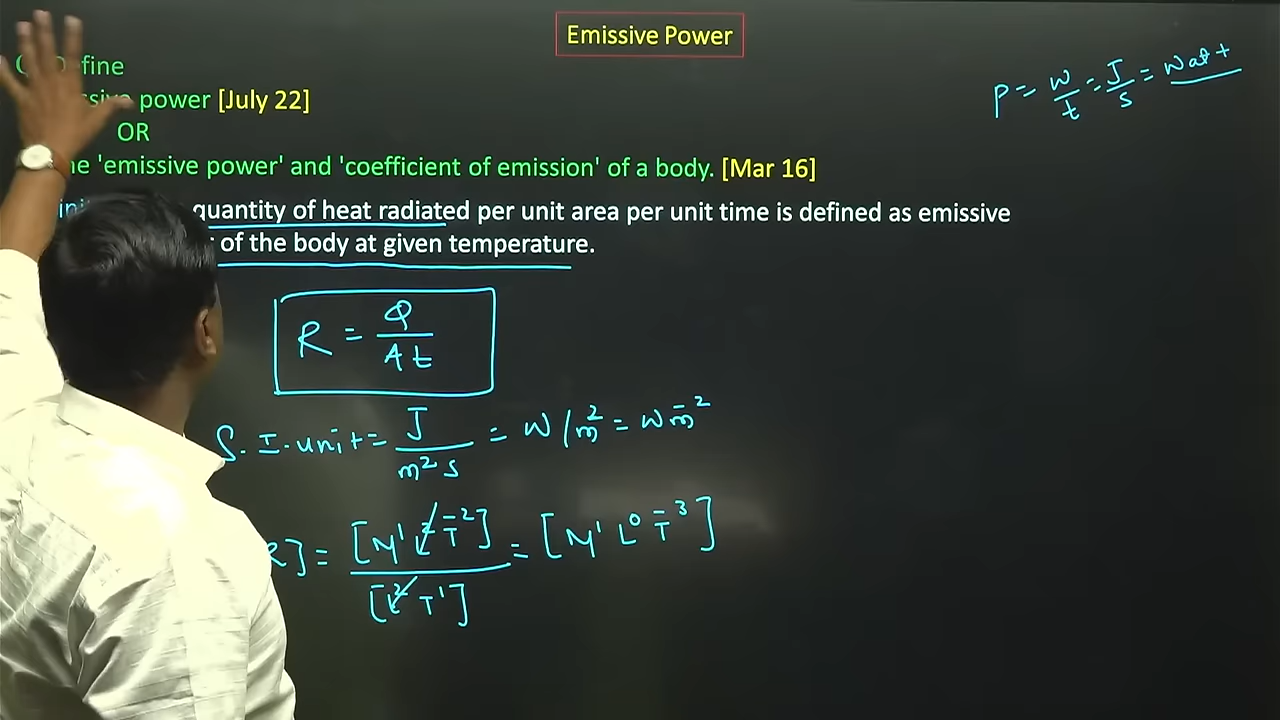 Emissive Power
P = W/t = J/s = watt
fine
power [July 22]
OR
'emissive power' and 'coefficient of emission' of a body. [Mar 16]
quantity of heat radiated per unit area per unit time is defined as emissive
of the body at given temperature.
R = Q/At
S.I. unit = J/m² s = W/m² = Wm⁻²
R] = [M¹L²T⁻²]/[L²T¹] = [M¹L⁰T⁻³]